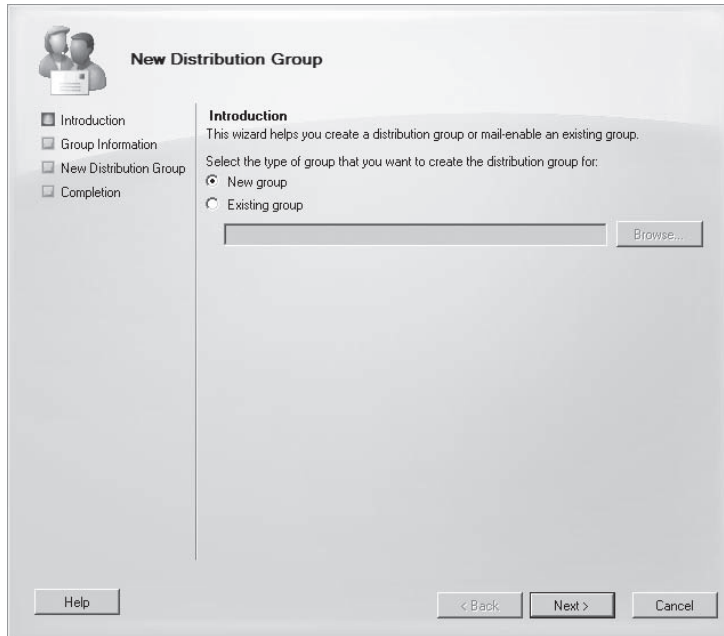 New Distribution Group
Introduction
Group Information
New Distribution Group
Completion
Introduction
This wizard helps you create a distribution group or mail-enable an existing group.
Select the type of group that you want to create the distribution group for:
New group
Existing group
Browse...
Help
< Back
Next >
Cancel